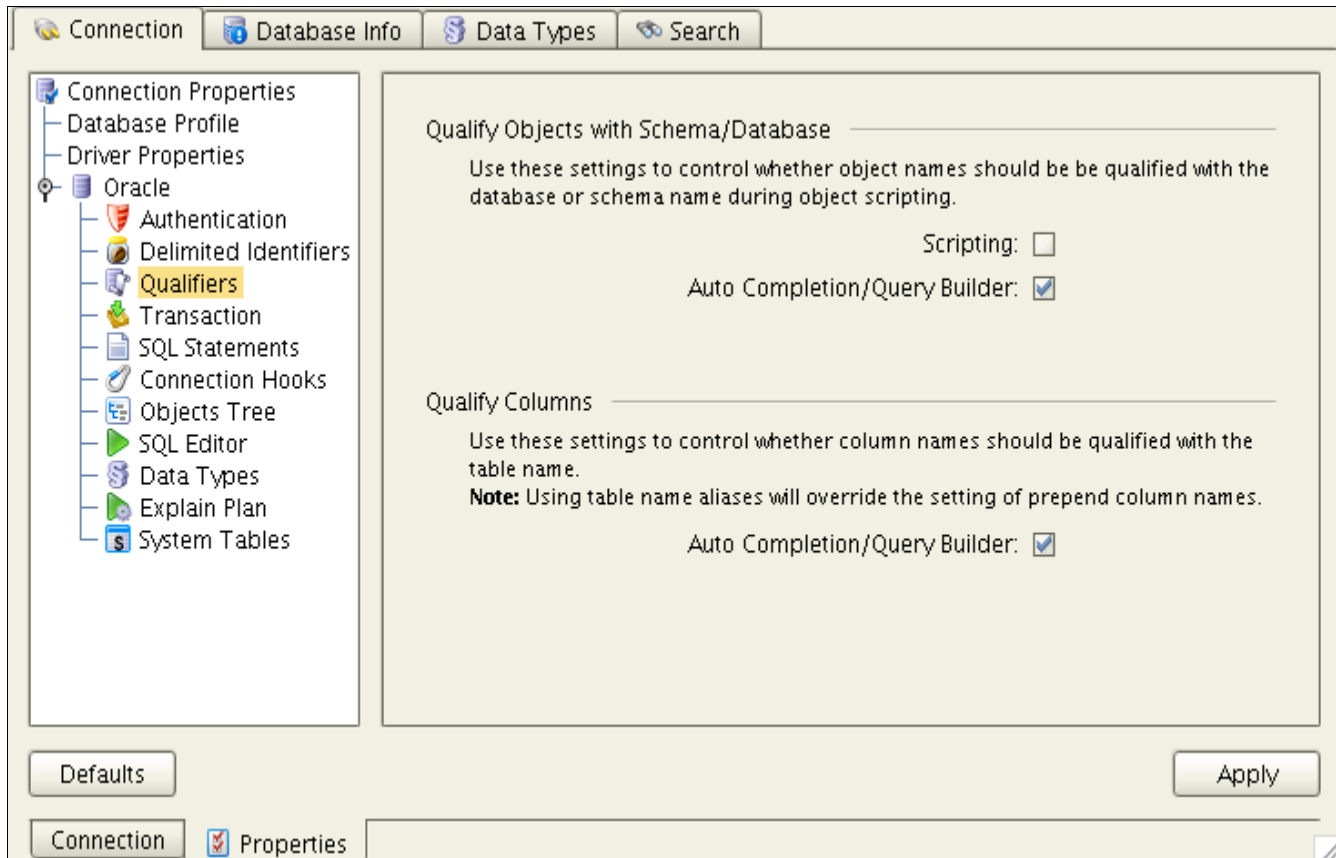 Connection
Database Info
Data Types
Search
Connection Properties
Database Profile
Driver Properties
Oracle
Authentication
Delimited Identifiers
Qualifiers
Transaction
SQL Statements
Connection Hooks
Objects Tree
SQL Editor
Data Types
Explain Plan
System Tables
Qualify Objects with Schema/Database
Use these settings to control whether object names should be be qualified with the
database or schema name during object scripting.
Scripting:
Auto Completion/Query Builder:
Qualify Columns
Use these settings to control whether column names should be qualified with the
table name.
Note: Using table name aliases will override the setting of prepend column names.
Auto Completion/Query Builder:
Defaults
Apply
Connection
Properties